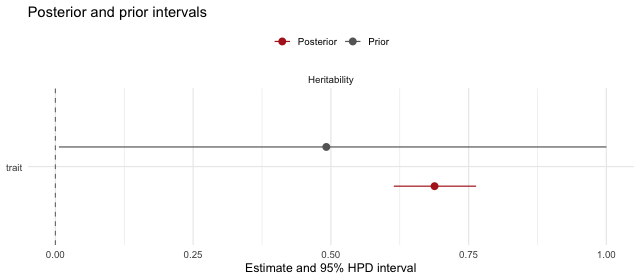 Posterior and prior intervals
Posterior Prior
Heritability
trait
0.00 0.25 0.50 0.75 1.00
Estimate and 95% HPD interval